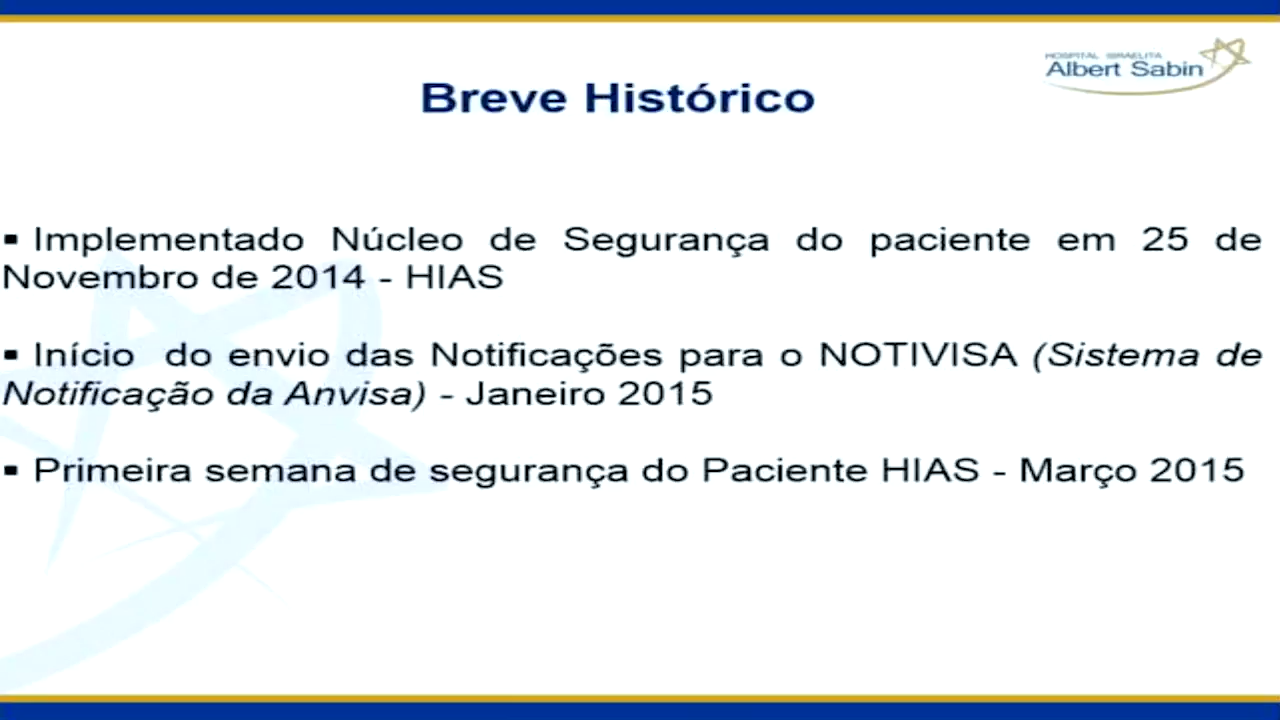 HOSPITAL ISRAELITA
Albert Sabin
Breve Histórico
▪ Implementado Núcleo de Segurança do paciente em 25 de
Novembro de 2014 - HIAS
▪ Início do envio das Notificações para o NOTIVISA (Sistema de
Notificação da Anvisa) - Janeiro 2015
▪ Primeira semana de segurança do Paciente HIAS - Março 2015